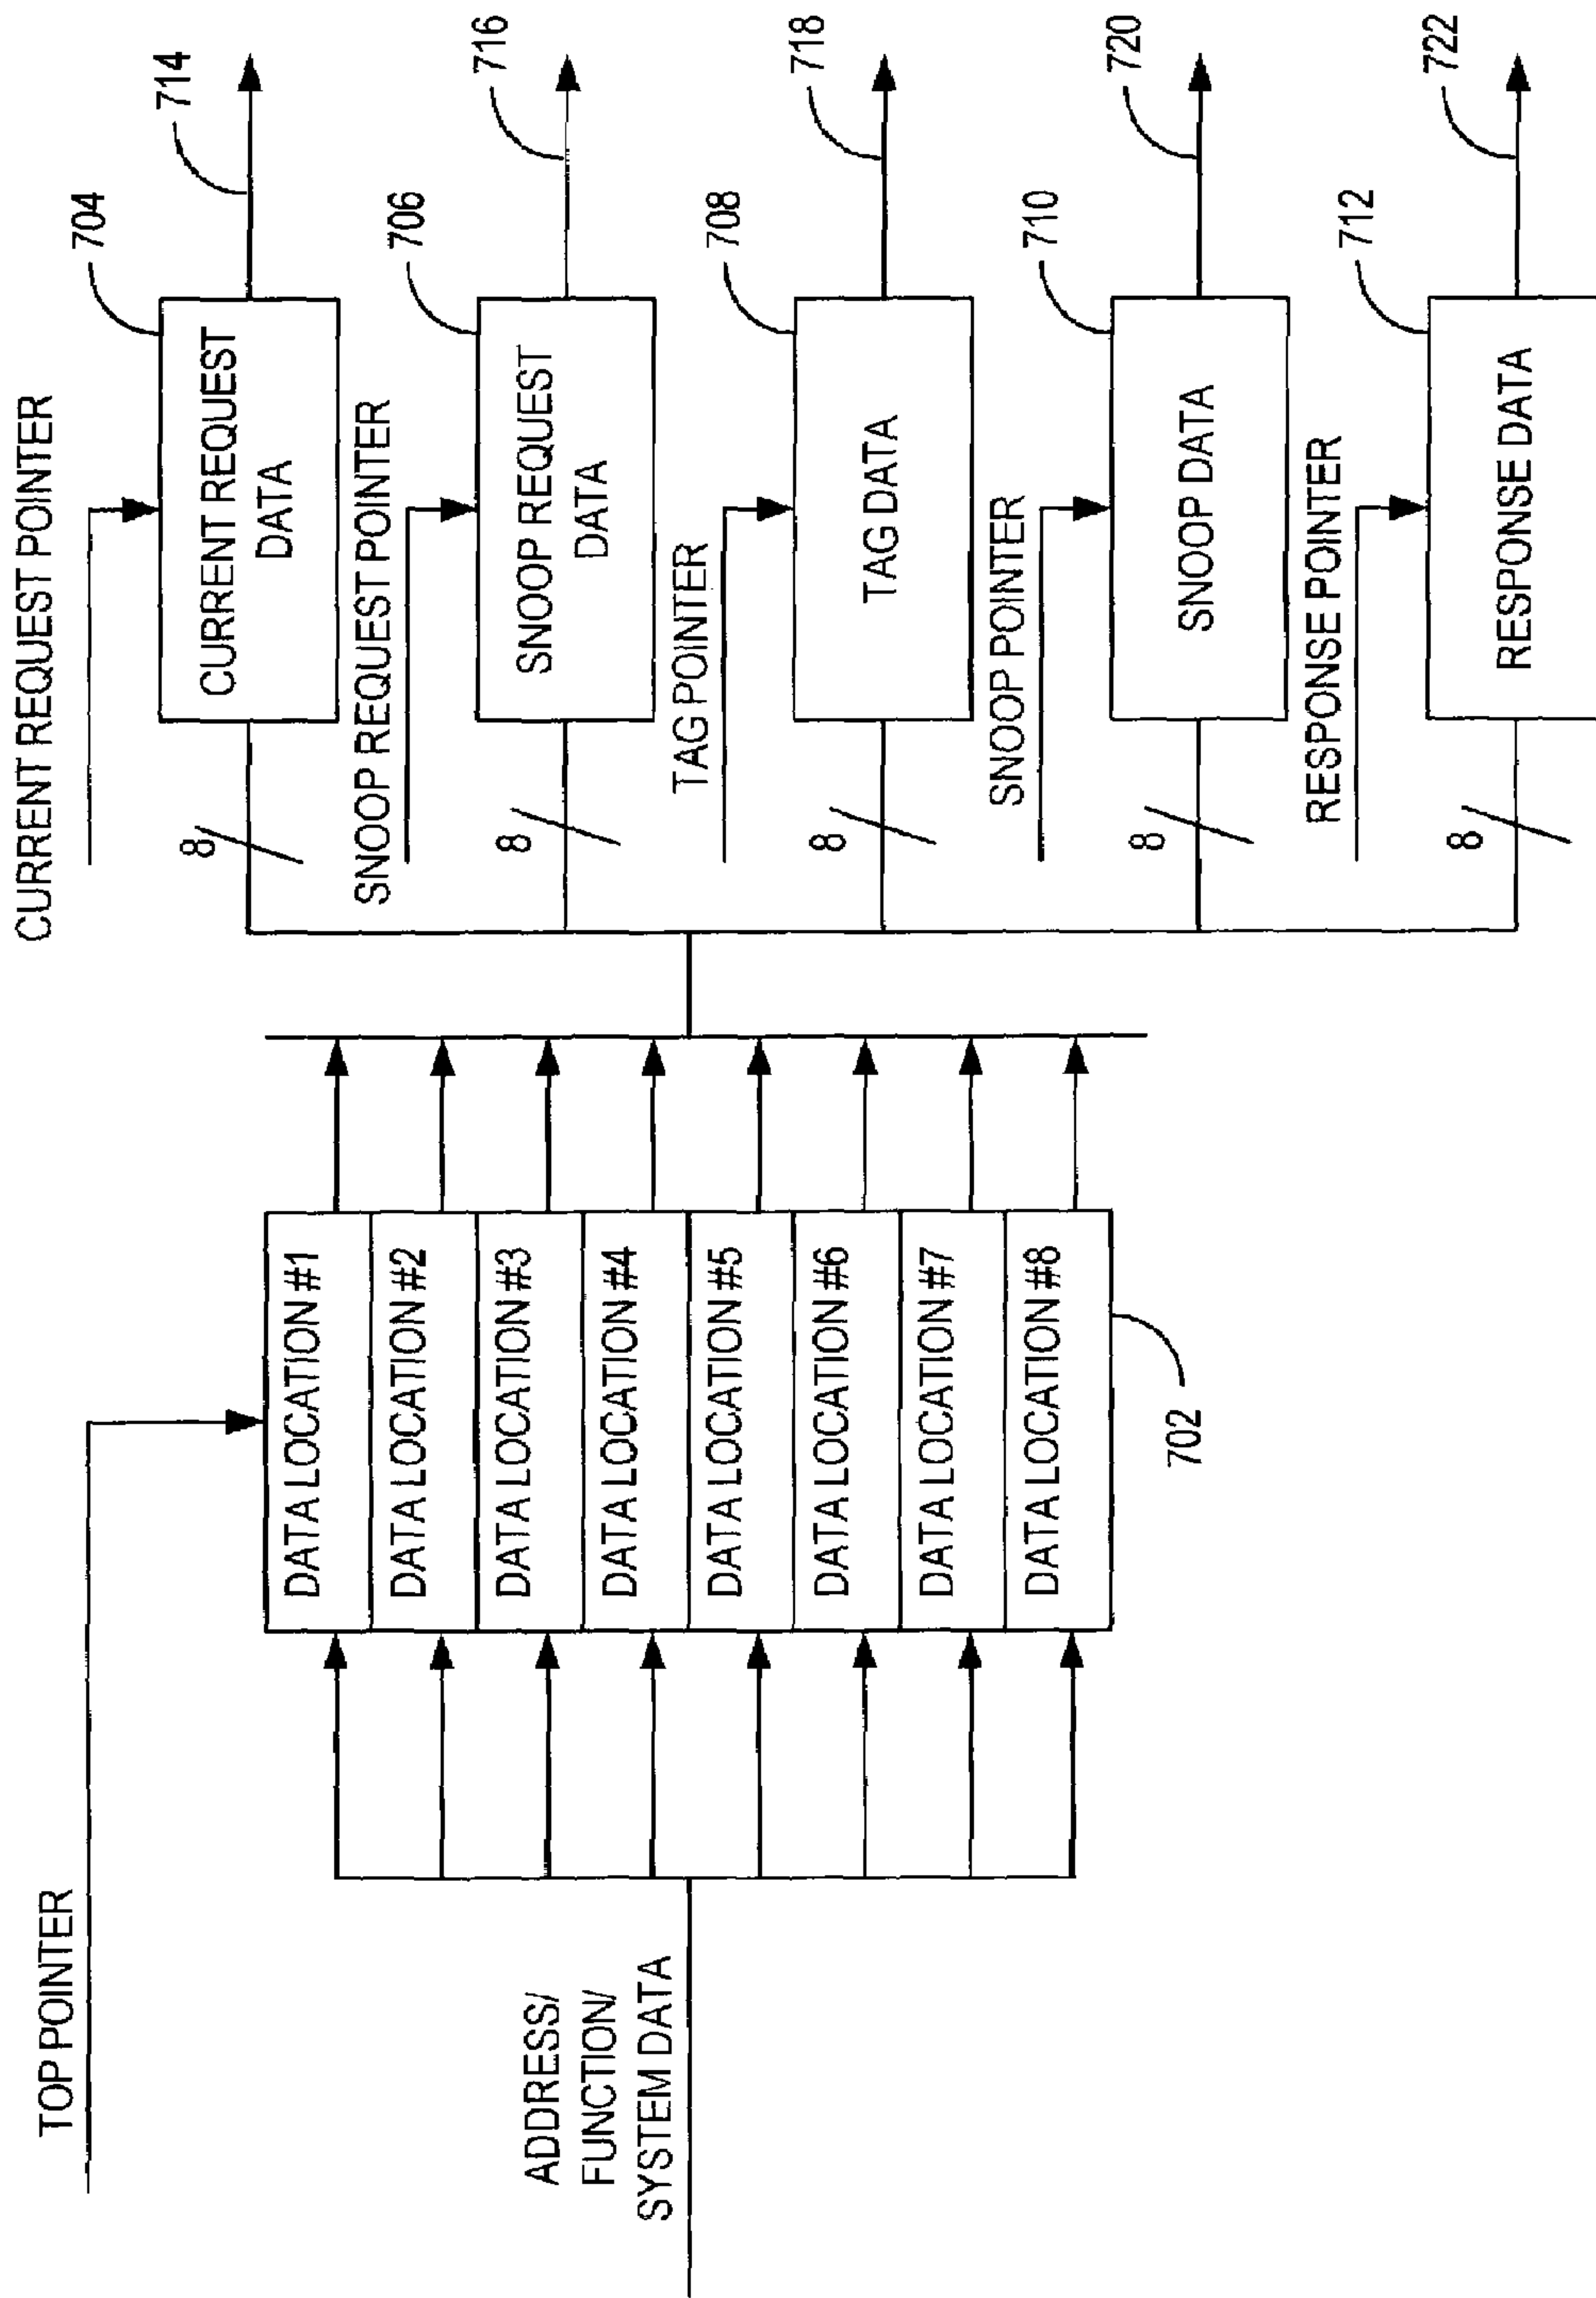 TOP POINTER
ADDRESS/
FUNCTION/
SYSTEM DATA
DATA LOCATION #1
DATA LOCATION #2
DATA LOCATION #3
DATA LOCATION #4
DATA LOCATION #5
DATA LOCATION #6
DATA LOCATION #7
DATA LOCATION #8
702
CURRENT REQUEST POINTER
8
CURRENT REQUEST
DATA
704
714
SNOOP REQUEST POINTER
8
SNOOP REQUEST
DATA
706
716
TAG POINTER
8
TAG DATA
708
718
SNOOP POINTER
8
SNOOP DATA
710
720
RESPONSE POINTER
8
RESPONSE DATA
712
722